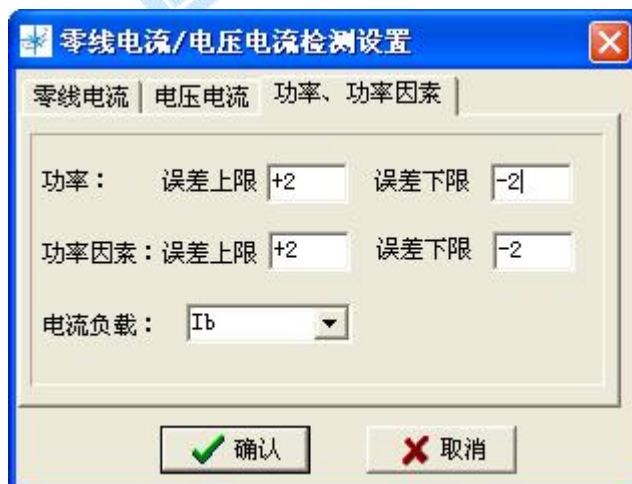 零线电流/电压电流检测设置
零线电流 电压电流 功率、功率因素
功率： 误差上限 +2 误差下限 -2
功率因素：误差上限 +2 误差下限 -2
电流负载： Ib
确认 取消